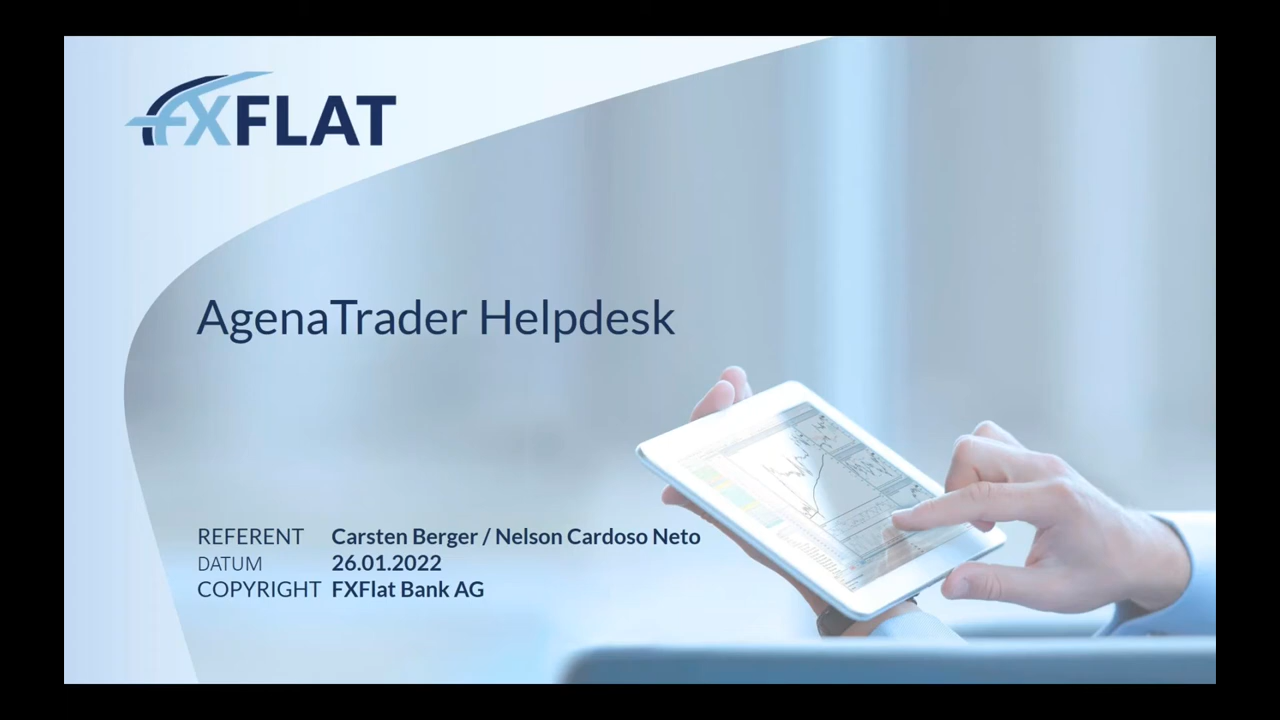 FXFLAT
AgenaTrader Helpdesk
REFERENT Carsten Berger / Nelson Cardoso Neto
DATUM 26.01.2022
COPYRIGHT FXFlat Bank AG